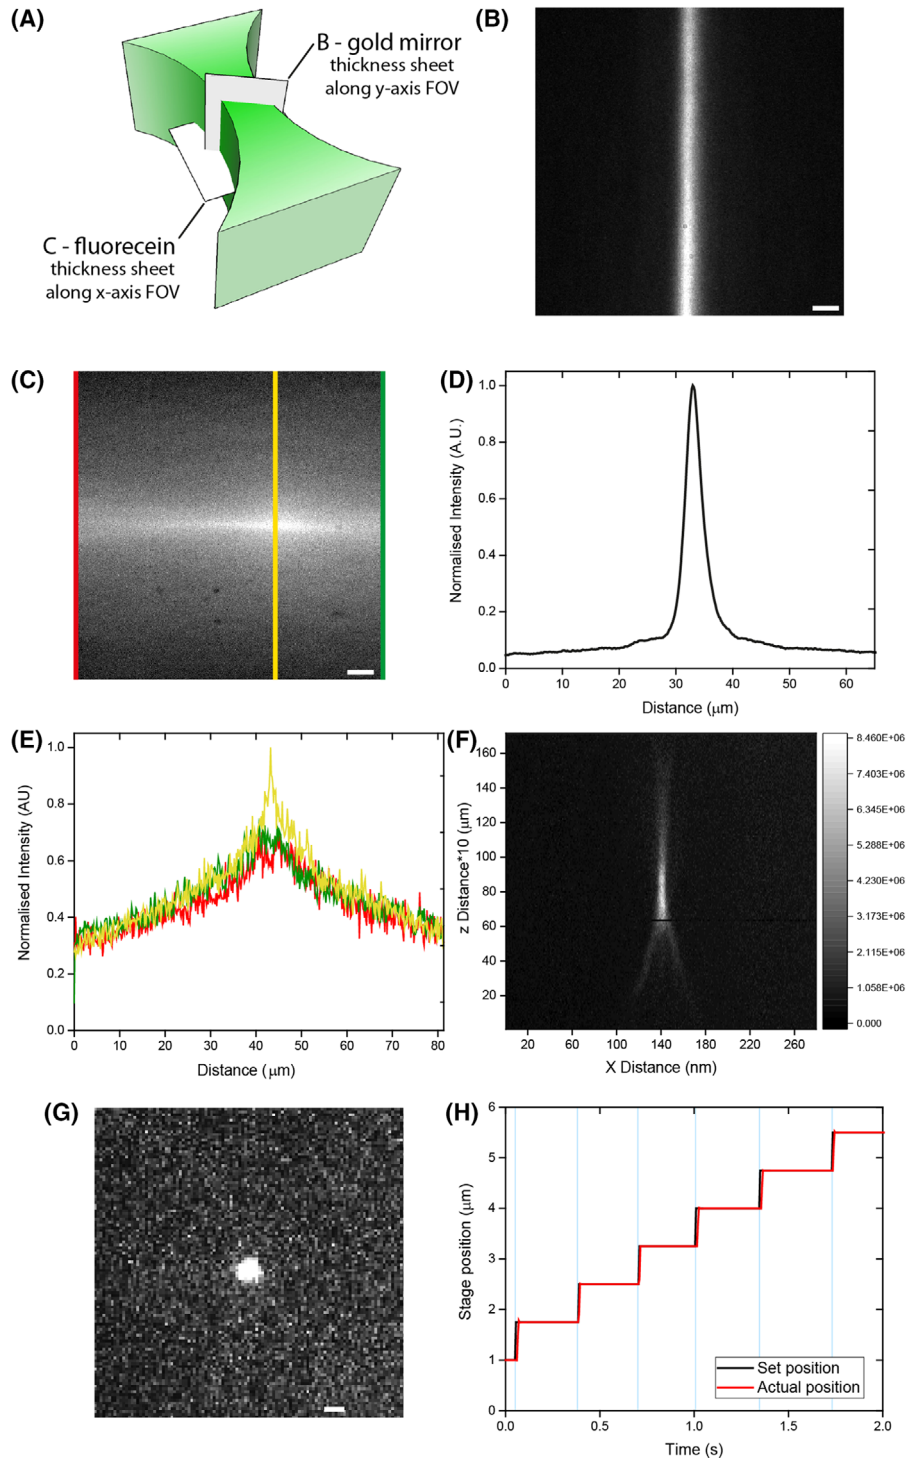 (A)
B - gold mirror
thickness sheet
along y-axis FOV
C - fluorecein
thickness sheet
along x-axis FOV
(B)
(C)
(D)
Normalised Intensity (A.U.)
1.0
0.8
0.6
0.4
0.2
0.0
0 10 20 30 40 50 60
Distance (μm)
(E)
Normalised Intensity (AU)
1.0
0.8
0.6
0.4
0.2
0.0
0 10 20 30 40 50 60 70 80
Distance (μm)
(F)
z Distance*10 (μm)
160
140
120
100
80
60
40
20
20 60 100 140 180 220 260
X Distance (nm)
8.460E+06
7.403E+06
6.345E+06
5.288E+06
4.230E+06
3.173E+06
2.115E+06
1.058E+06
0.000
(G)
(H)
Stage position (μm)
6
5
4
3
2
1
0
0.0 0.5 1.0 1.5 2.0
Time (s)
Set position
Actual position